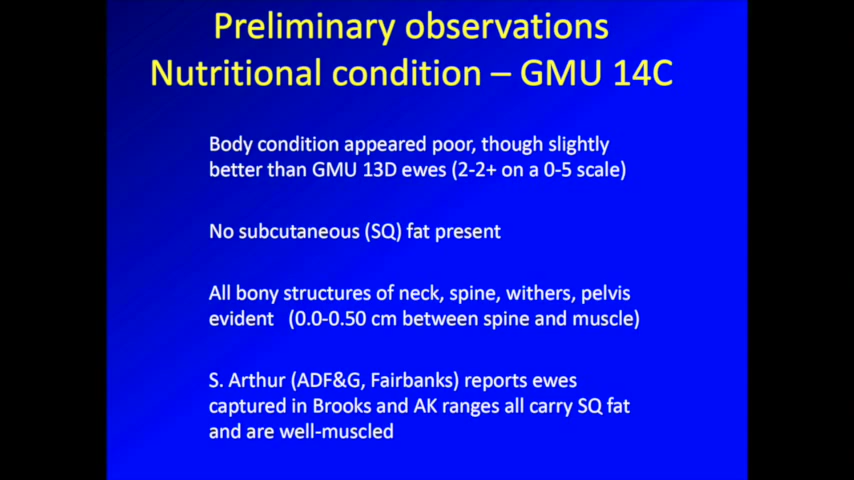 Preliminary observations
Nutritional condition – GMU 14C
Body condition appeared poor, though slightly
better than GMU 13D ewes (2-2+ on a 0-5 scale)
No subcutaneous (SQ) fat present
All bony structures of neck, spine, withers, pelvis
evident (0.0-0.50 cm between spine and muscle)
S. Arthur (ADF&G, Fairbanks) reports ewes
captured in Brooks and AK ranges all carry SQ fat
and are well-muscled